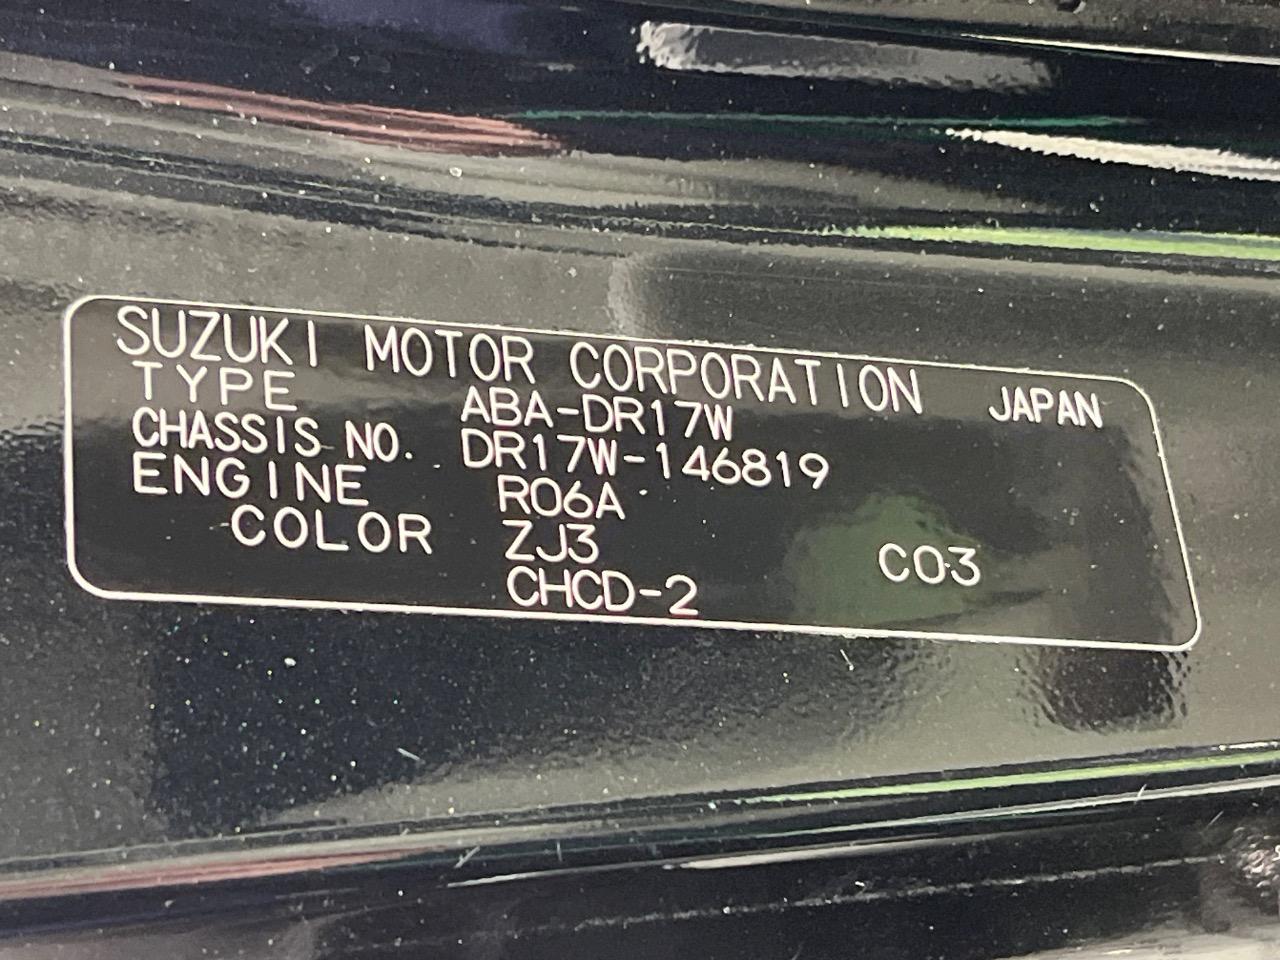 SUZUKI MOTOR CORPORATION JAPAN
TYPE ABA-DR17W
CHASSIS NO. DR17W-146819
ENGINE R06A
COLOR ZJ3 C03
CHCD-2